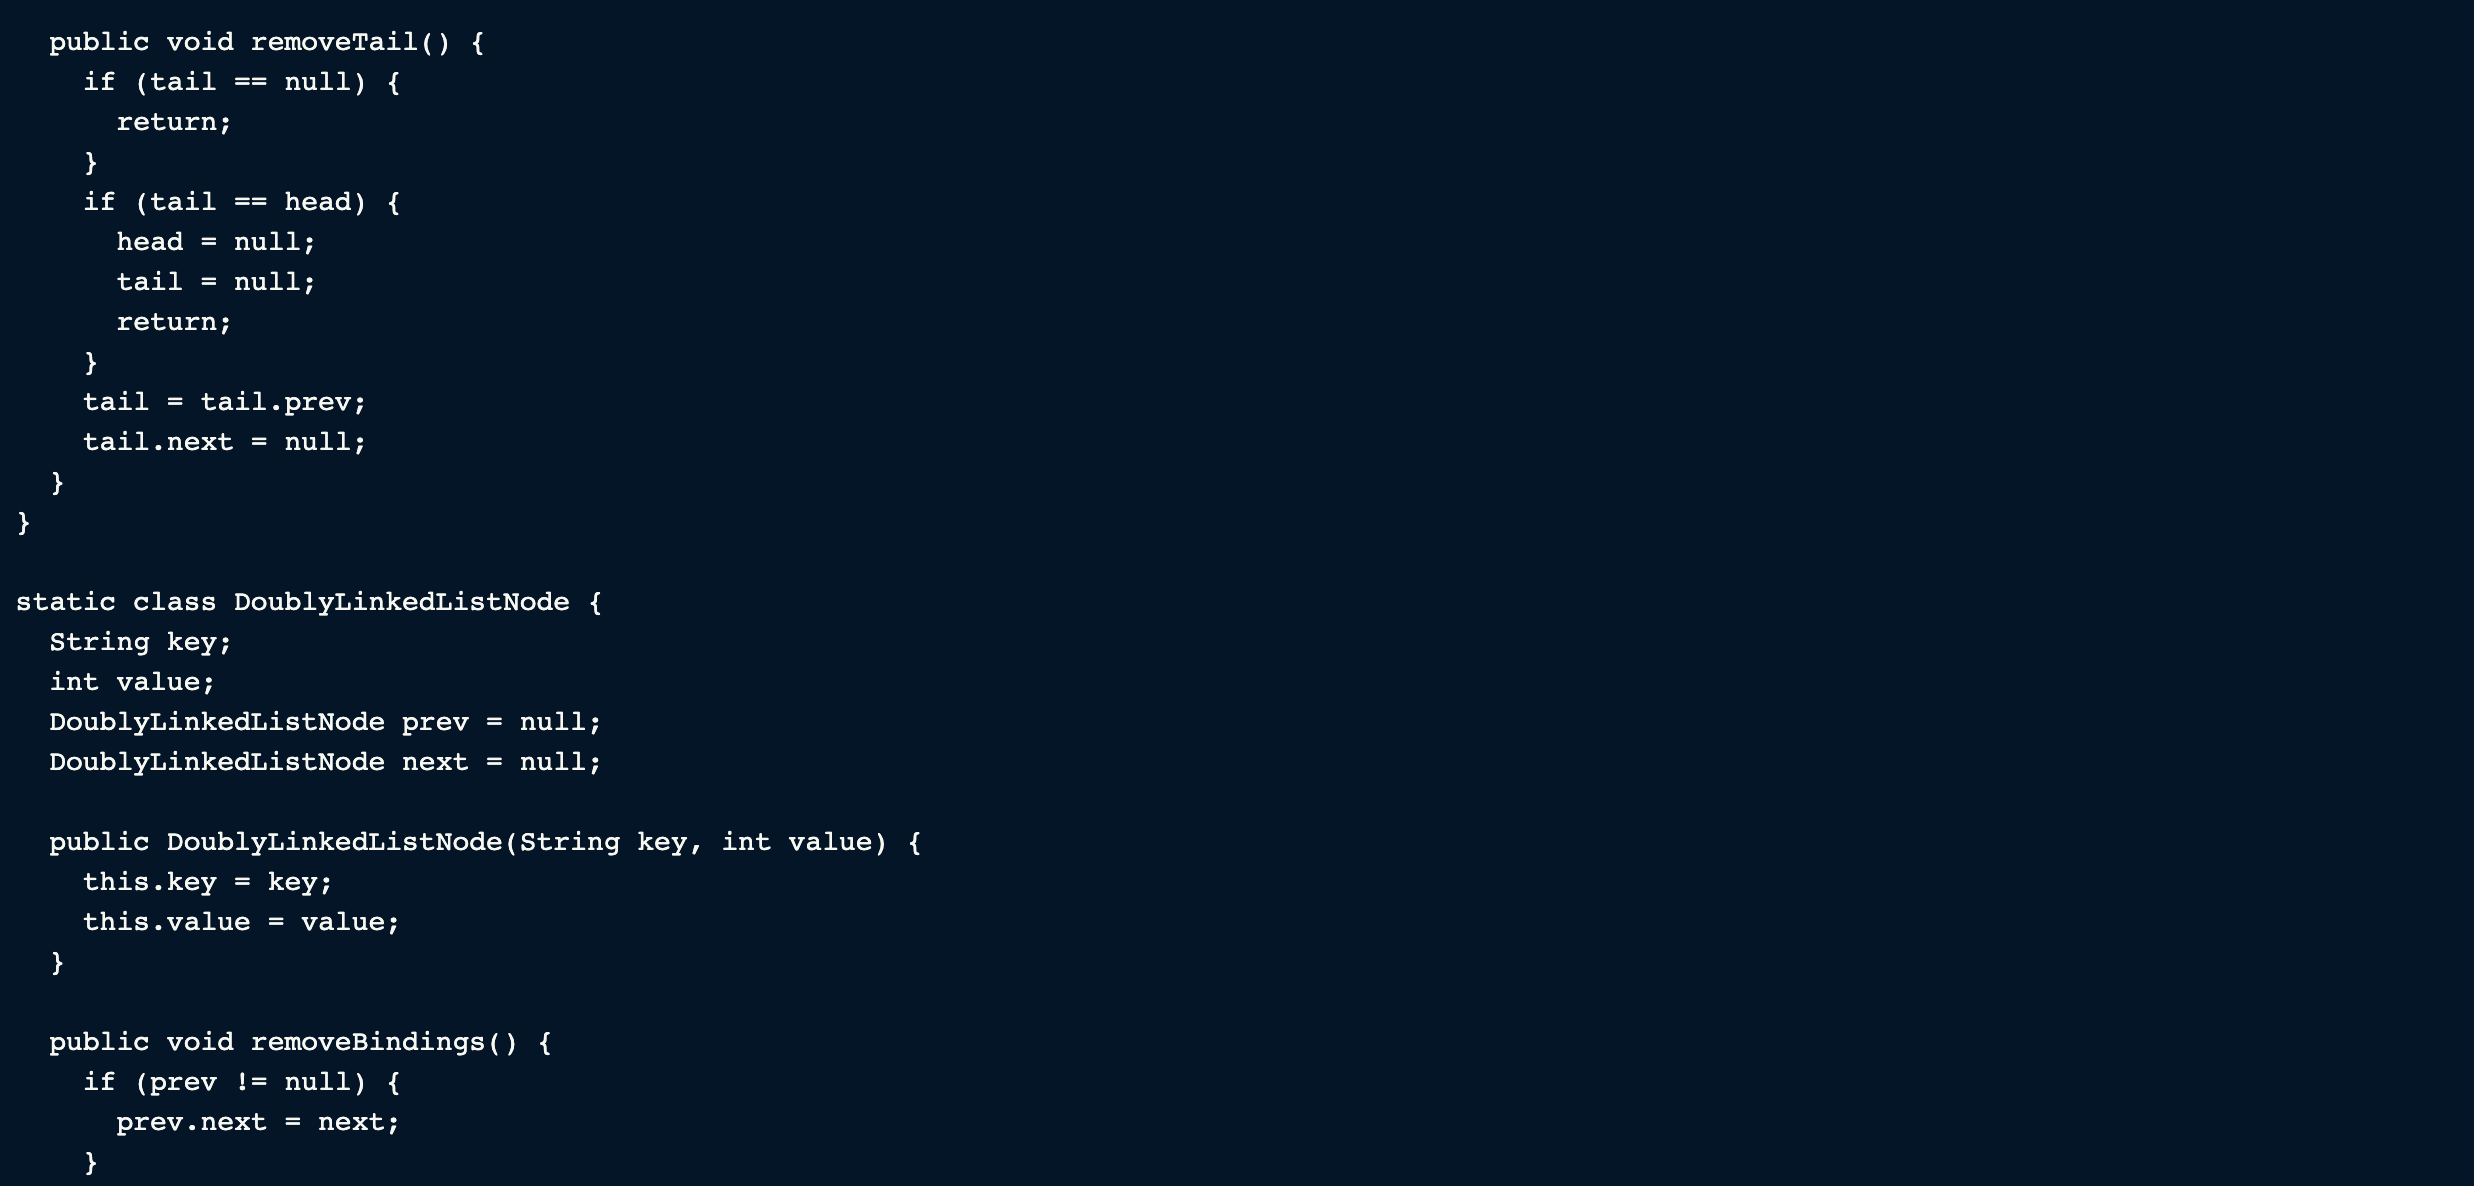 public void removeTail() {
    if (tail == null) {
      return;
    }
    if (tail == head) {
      head = null;
      tail = null;
      return;
    }
    tail = tail.prev;
    tail.next = null;
  }
}

static class DoublyLinkedListNode {
  String key;
  int value;
  DoublyLinkedListNode prev = null;
  DoublyLinkedListNode next = null;

  public DoublyLinkedListNode(String key, int value) {
    this.key = key;
    this.value = value;
  }

  public void removeBindings() {
    if (prev != null) {
      prev.next = next;
    }